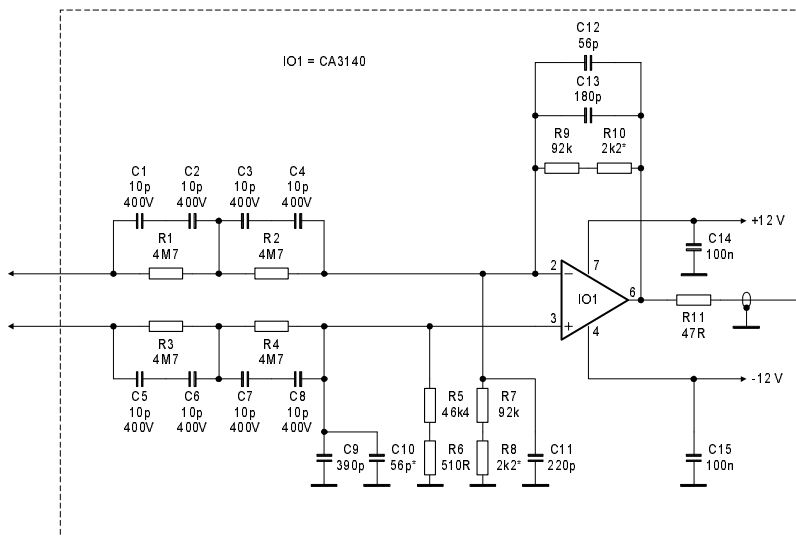 C12
56p
IO1 = CA3140
C13
180p
R9
92k
R10
2k2*
C1
10p
400V
C2
10p
400V
C3
10p
400V
C4
10p
400V
R1
4M7
R2
4M7
+12 V
C14
100n
2
7
IO1
6
3
4
R11
47R
R3
4M7
R4
4M7
C5
10p
400V
C6
10p
400V
C7
10p
400V
C8
10p
400V
-12 V
R5
46k4
R7
92k
C9
390p
C10
56p*
R6
510R
R8
2k2*
C11
220p
C15
100n